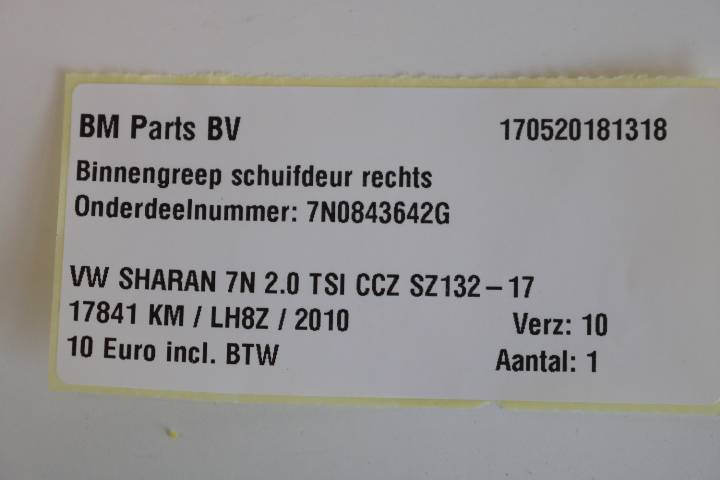 BM Parts BV 170520181318
Binnengreep schuifdeur rechts
Onderdeelnummer: 7N0843642G
VW SHARAN 7N 2.0 TSI CCZ SZ132-17
17841 KM / LH8Z / 2010 Verz: 10
10 Euro incl. BTW Aantal: 1